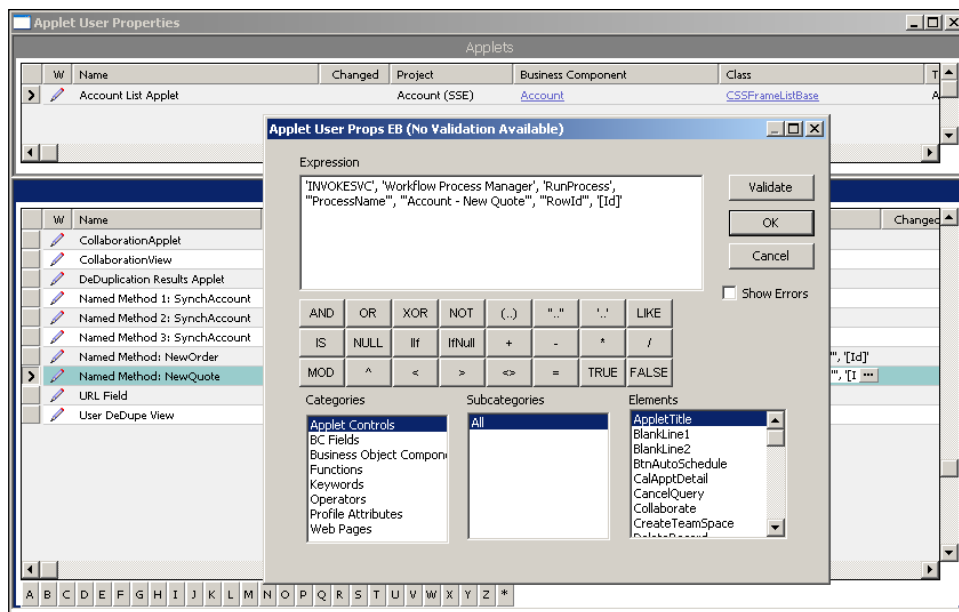 Applet User Properties
Applets
W Name Changed Project Business Component Class T
Account List Applet Account (SSE) Account CSSFrameListBase A
Applet User Props EB (No Validation Available)
Expression
'INVOKESVC', 'Workflow Process Manager', 'RunProcess',
'"ProcessName"', '"Account - New Quote"', '"RowId"', '[Id]'
Validate
OK
Cancel
Show Errors
AND OR XOR NOT (..) ".." '..' LIKE
IS NULL IIf IfNull + - * /
MOD ^ < > <> = TRUE FALSE
Categories Subcategories Elements
Applet Controls
BC Fields
Business Object Compon
Functions
Keywords
Operators
Profile Attributes
Web Pages
All
AppletTitle
BlankLine1
BlankLine2
BtnAutoSchedule
CalApptDetail
CancelQuery
Collaborate
CreateTeamSpace
DeleteRecord
W Name Changed
CollaborationApplet
CollaborationView
DeDuplication Results Applet
Named Method 1: SynchAccount
Named Method 2: SynchAccount
Named Method 3: SynchAccount
Named Method: NewOrder "', '[Id]'
Named Method: NewQuote "', '[I ...
URL Field
User DeDupe View
A B C D E F G H I J K L M N O P Q R S T U V W X Y Z *